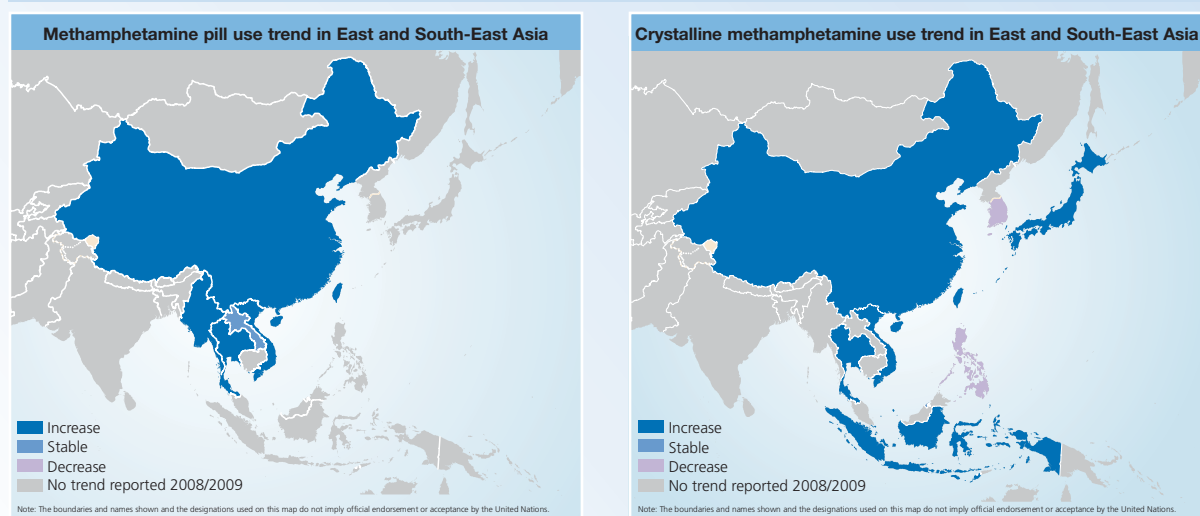 Methamphetamine pill use trend in East and South-East Asia
Increase
Stable
Decrease
No trend reported 2008/2009
Note: The boundaries and names shown and the designations used on this map do not imply official endorsement or acceptance by the United Nations.
Crystalline methamphetamine use trend in East and South-East Asia
Increase
Stable
Decrease
No trend reported 2008/2009
Note: The boundaries and names shown and the designations used on this map do not imply official endorsement or acceptance by the United Nations.